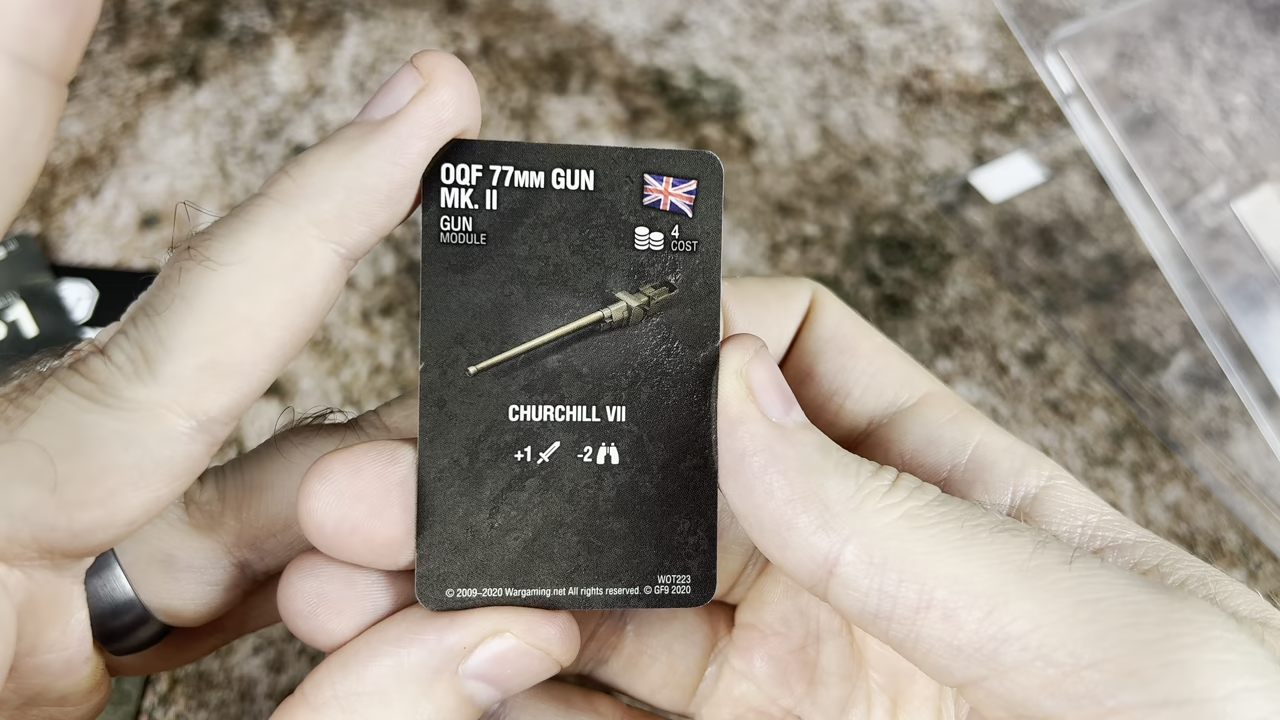 OQF 77MM GUN
MK. II
GUN
MODULE
4
COST
CHURCHILL VII
+1 -2
WOT223
© 2009–2020 Wargaming.net All rights reserved. © GF9 2020